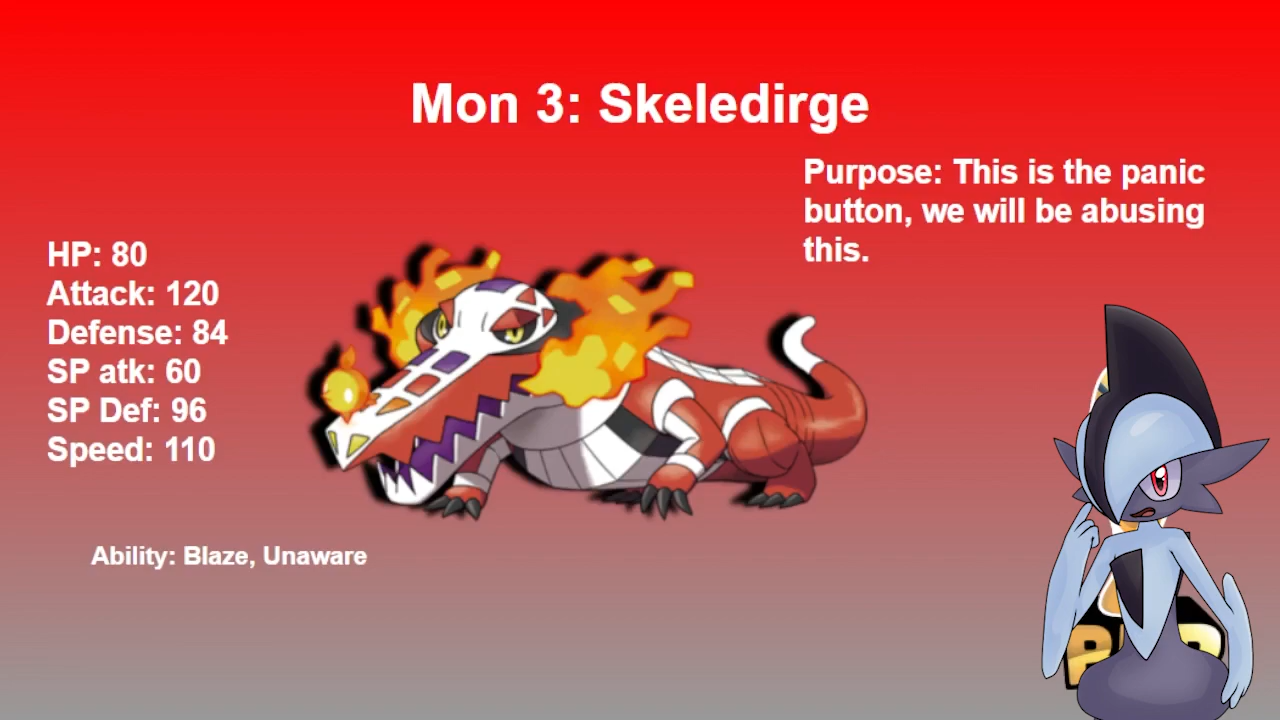 Mon 3: Skeledirge
Purpose: This is the panic
button, we will be abusing
this.
HP: 80
Attack: 120
Defense: 84
SP atk: 60
SP Def: 96
Speed: 110
Ability: Blaze, Unaware